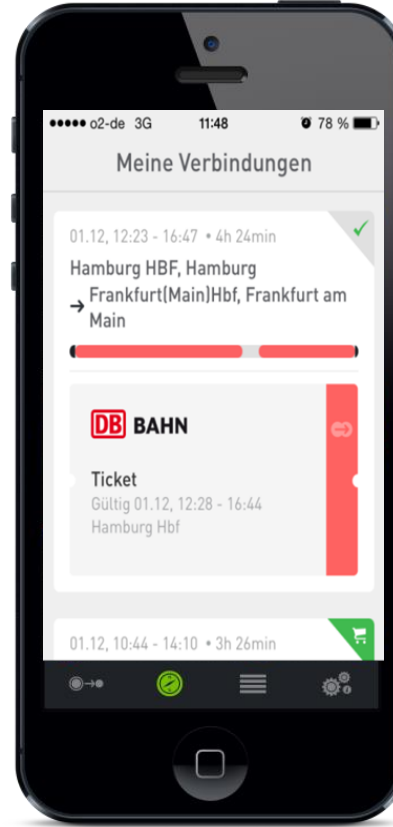 o2-de 3G 11:48 78 %
Meine Verbindungen
01.12, 12:23 - 16:47 • 4h 24min
Hamburg HBF, Hamburg
→ Frankfurt(Main)Hbf, Frankfurt am
Main
DB BAHN
Ticket
Gültig 01.12, 12:28 - 16:44
Hamburg Hbf
01.12, 10:44 - 14:10 • 3h 26min